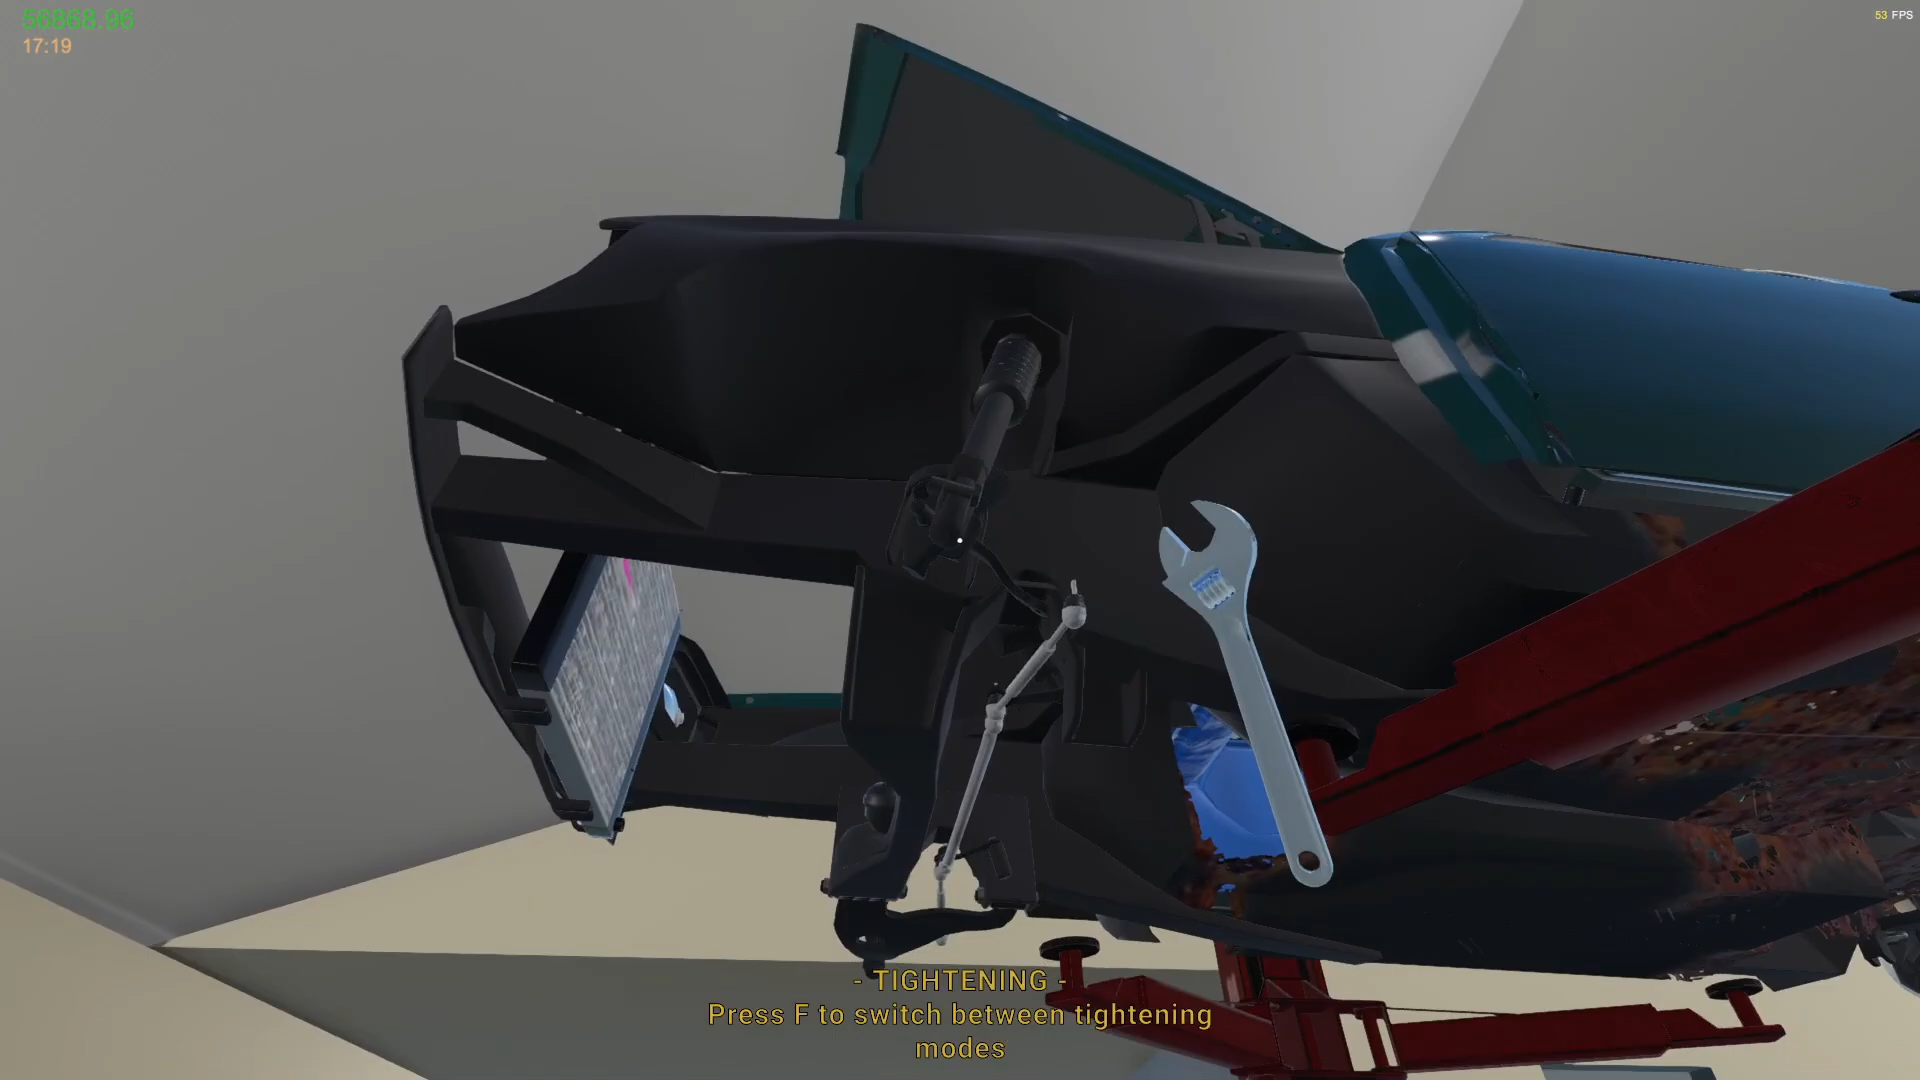 56868.96
53 FPS
17:19
- TIGHTENING -
Press F to switch between tightening
modes